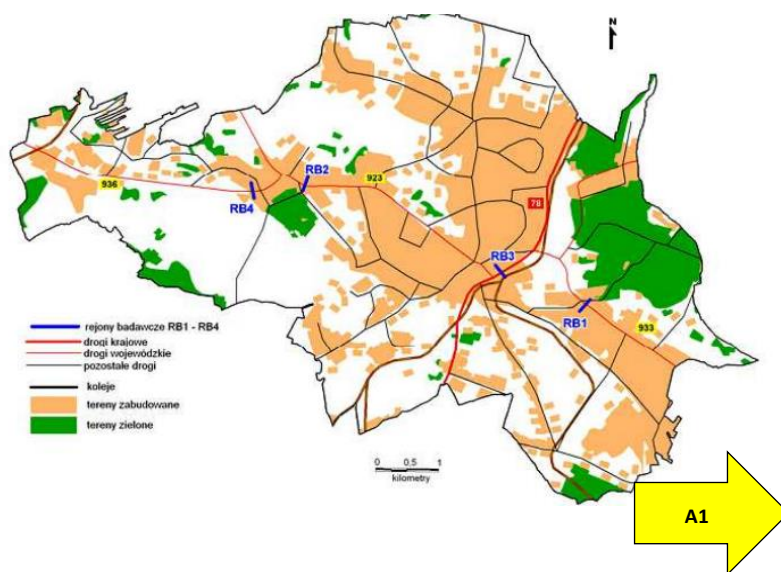 N
RB2
923
936
RB4
78
RB3
RB1
933
rejony badawcze RB1 - RB4
drogi krajowe
drogi wojewódzkie
pozostałe drogi
koleje
tereny zabudowane
tereny zielone
0 0,5 1
kilometry
A1